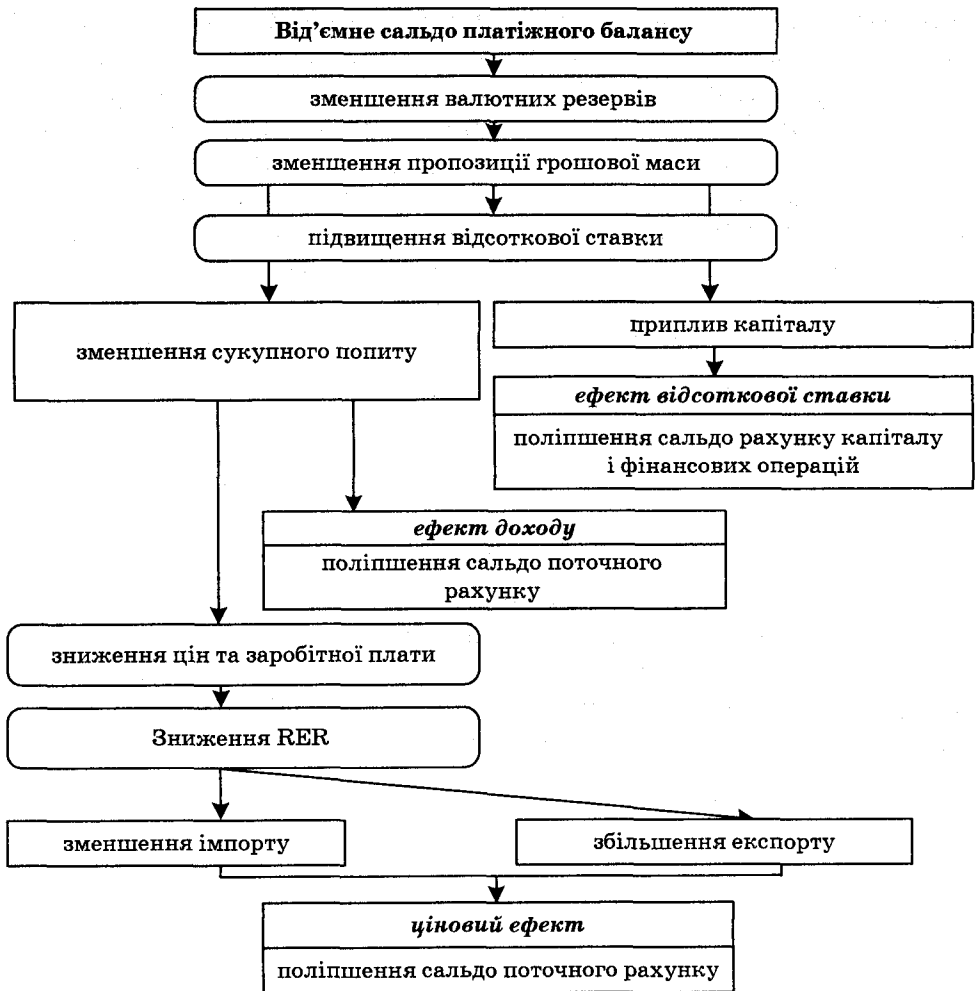 Від’ємне сальдо платіжного балансу
зменшення валютних резервів
зменшення пропозиції грошової маси
підвищення відсоткової ставки
зменшення сукупного попиту
приплив капіталу
ефект відсоткової ставки
поліпшення сальдо рахунку капіталу
і фінансових операцій
ефект доходу
поліпшення сальдо поточного
рахунку
зниження цін та заробітної плати
Зниження RER
зменшення імпорту
збільшення експорту
ціновий ефект
поліпшення сальдо поточного рахунку